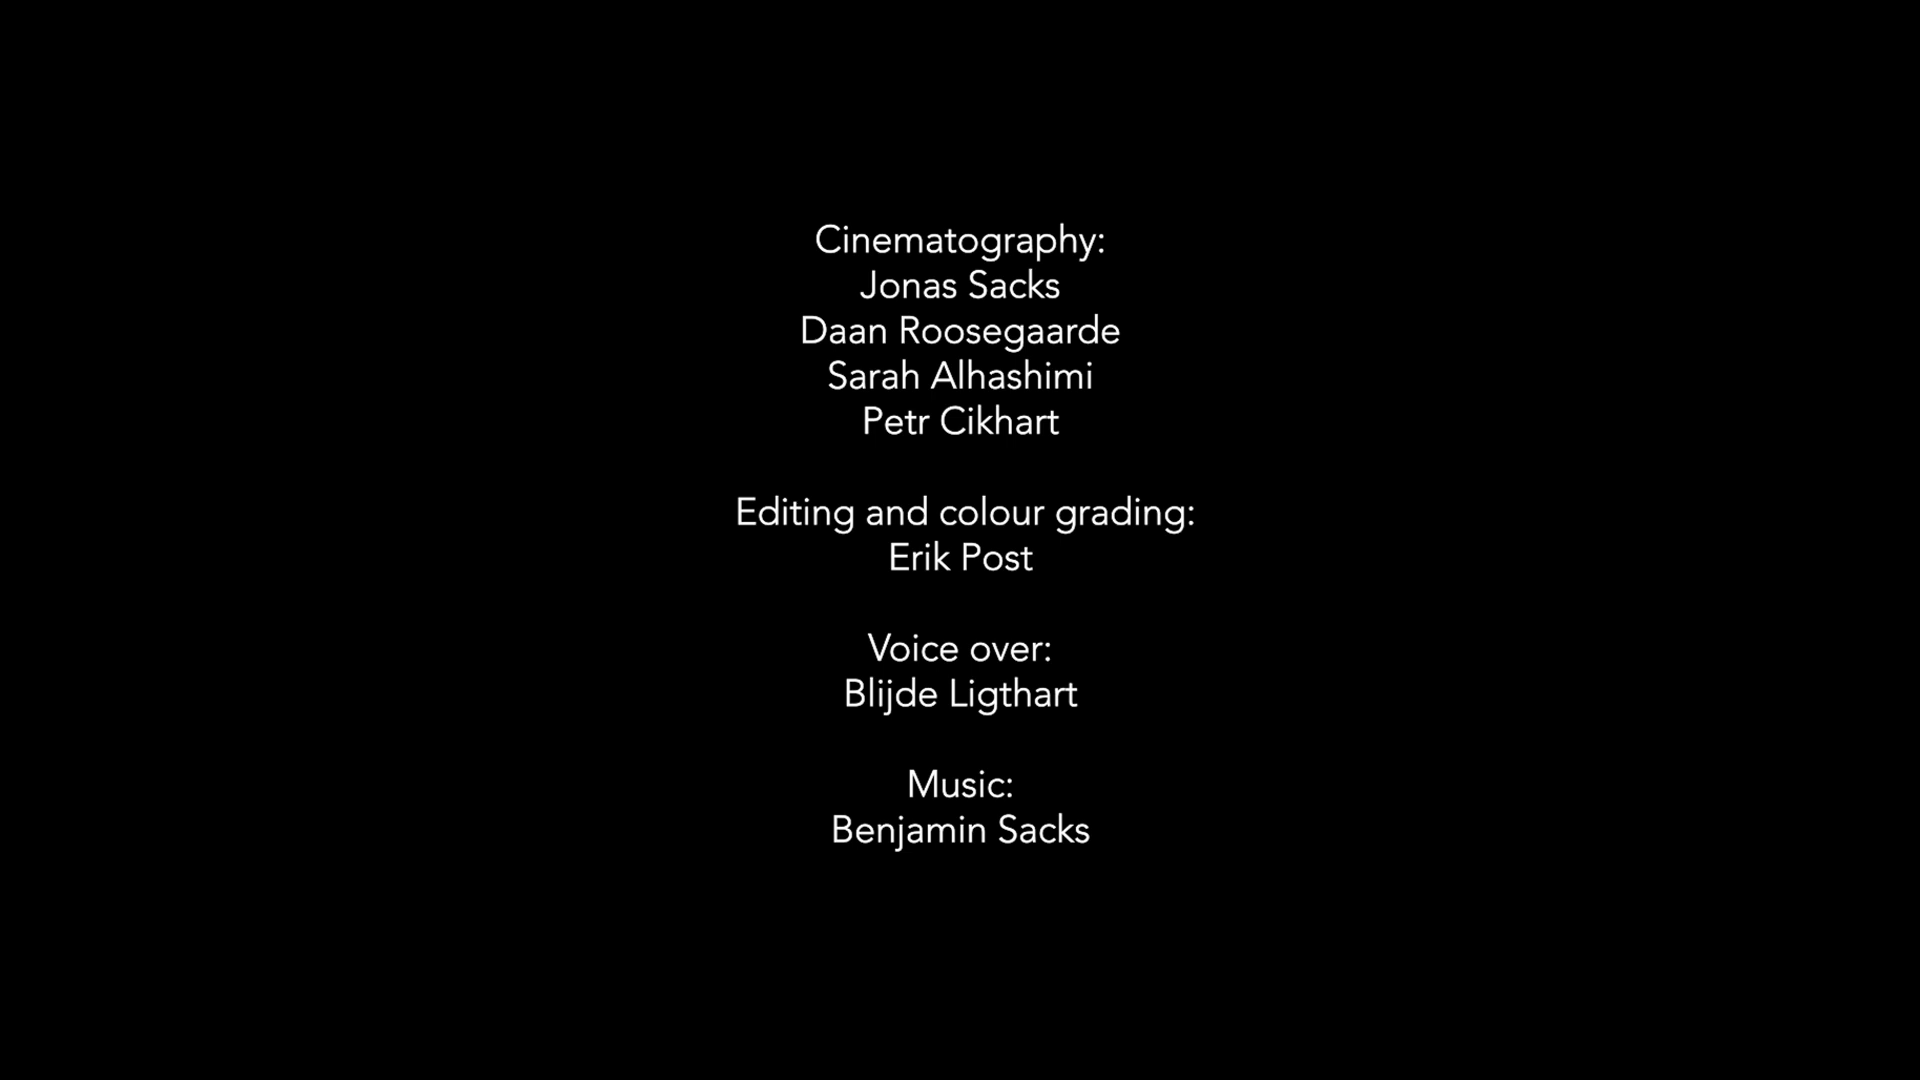 Cinematography:
Jonas Sacks
Daan Roosegaarde
Sarah Alhashimi
Petr Cikhart
Editing and colour grading:
Erik Post
Voice over:
Blijde Ligthart
Music:
Benjamin Sacks